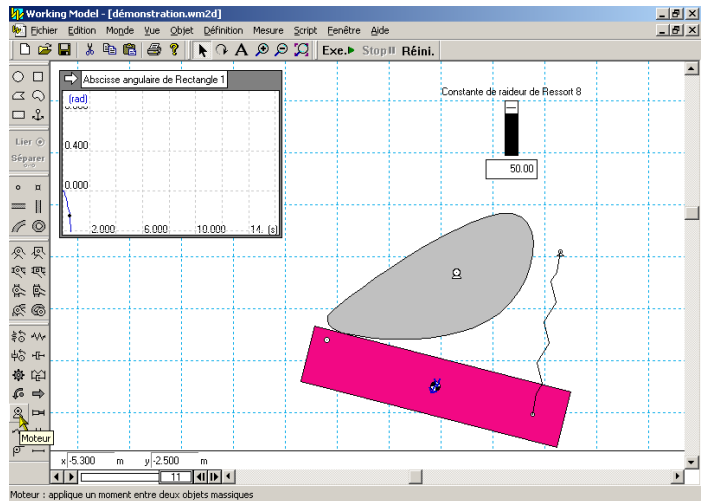 Working Model - [démonstration.wm2d]
Fichier Edition Monde Vue Objet Définition Mesure Script Fenêtre Aide
A Exe. Stop Réini.
Abscisse angulaire de Rectangle 1
(rad)
0.400
0.000
2.000 6.000 10.000 14. (s)
Constante de raideur de Ressort 8
50.00
Lier
Séparer
Moteur
x -5.300 m y -2.500 m
11
Moteur : applique un moment entre deux objets massiques